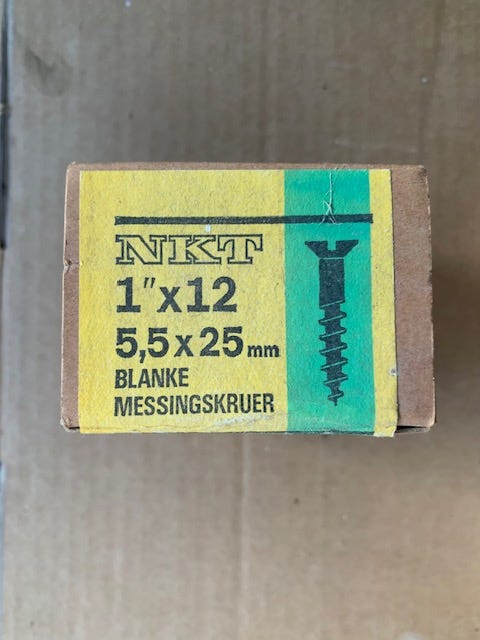 NKT
1"x12
5,5x25mm
BLANKE
MESSINGSKRUER